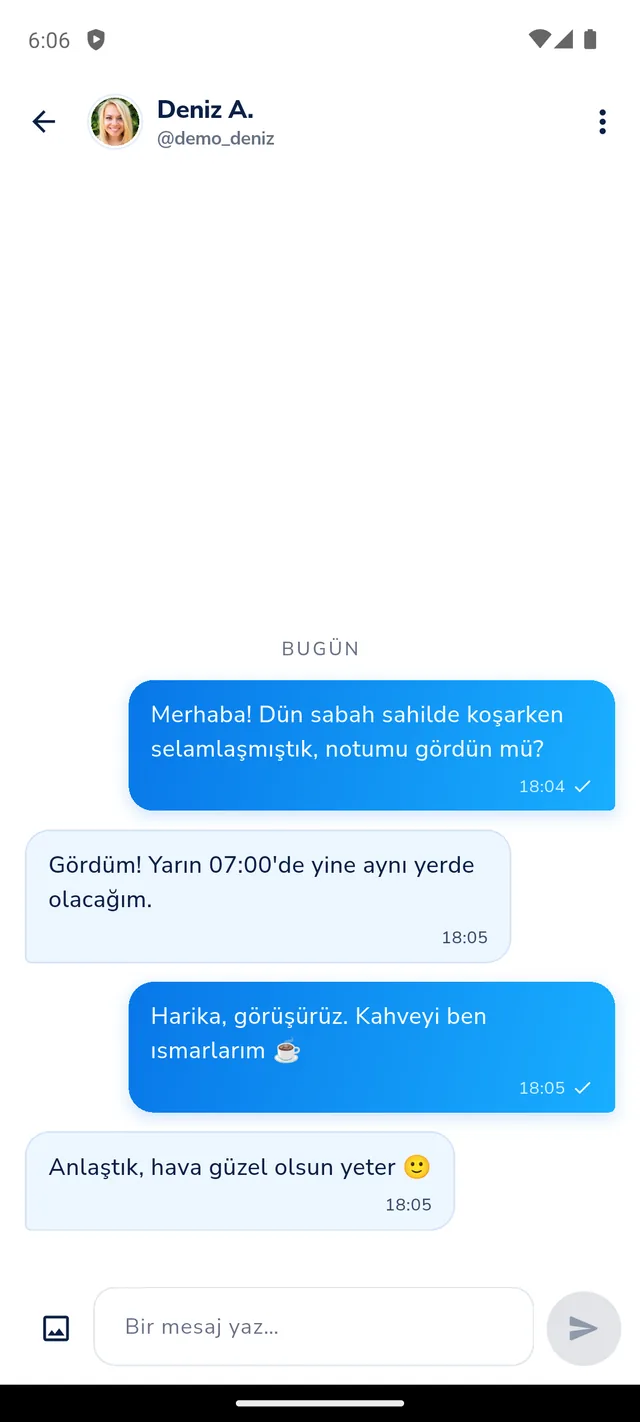 6:06
Deniz A.
@demo_deniz
BUGÜN
Merhaba! Dün sabah sahilde koşarken
selamlaşmıştık, notumu gördün mü?
18:04
Gördüm! Yarın 07:00'de yine aynı yerde
olacağım.
18:05
Harika, görüşürüz. Kahveyi ben
ısmarlarım ☕
18:05
Anlaştık, hava güzel olsun yeter 🙂
18:05
Bir mesaj yaz...